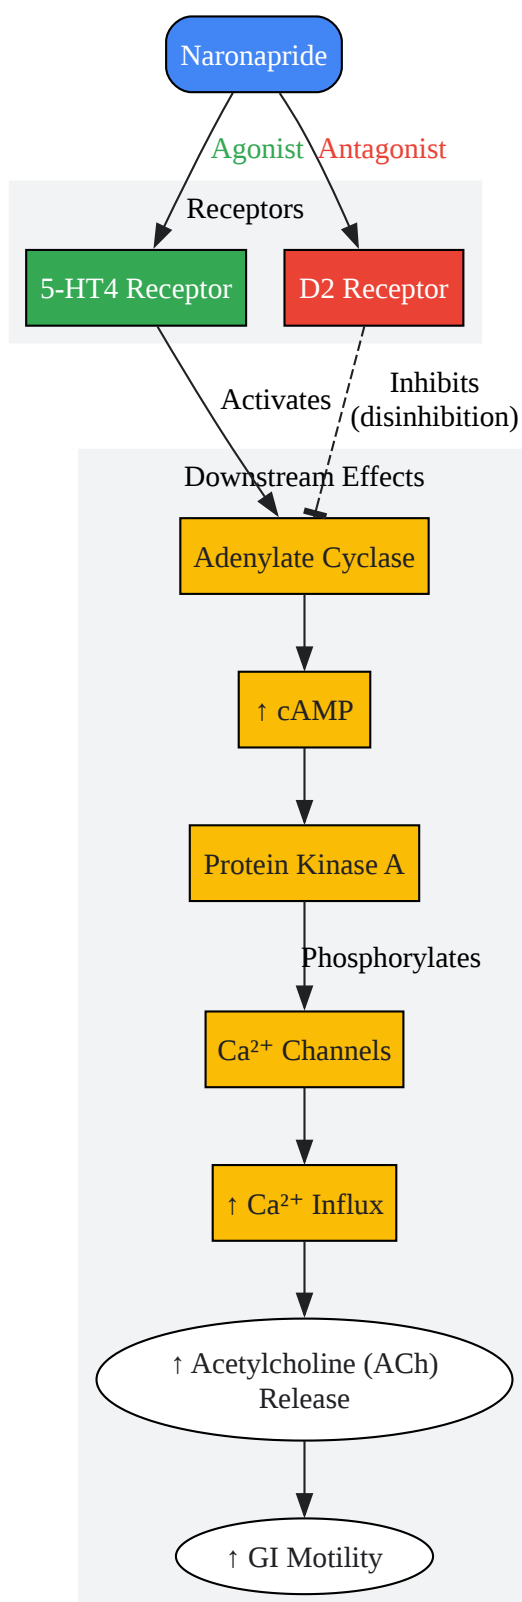 Naronapride
Agonist
Antagonist
Receptors
5-HT4 Receptor
D2 Receptor
Activates
Inhibits
(disinhibition)
Downstream Effects
Adenylate Cyclase
↑ cAMP
Protein Kinase A
Phosphorylates
Ca²⁺ Channels
↑ Ca²⁺ Influx
↑ Acetylcholine (ACh)
Release
↑ GI Motility